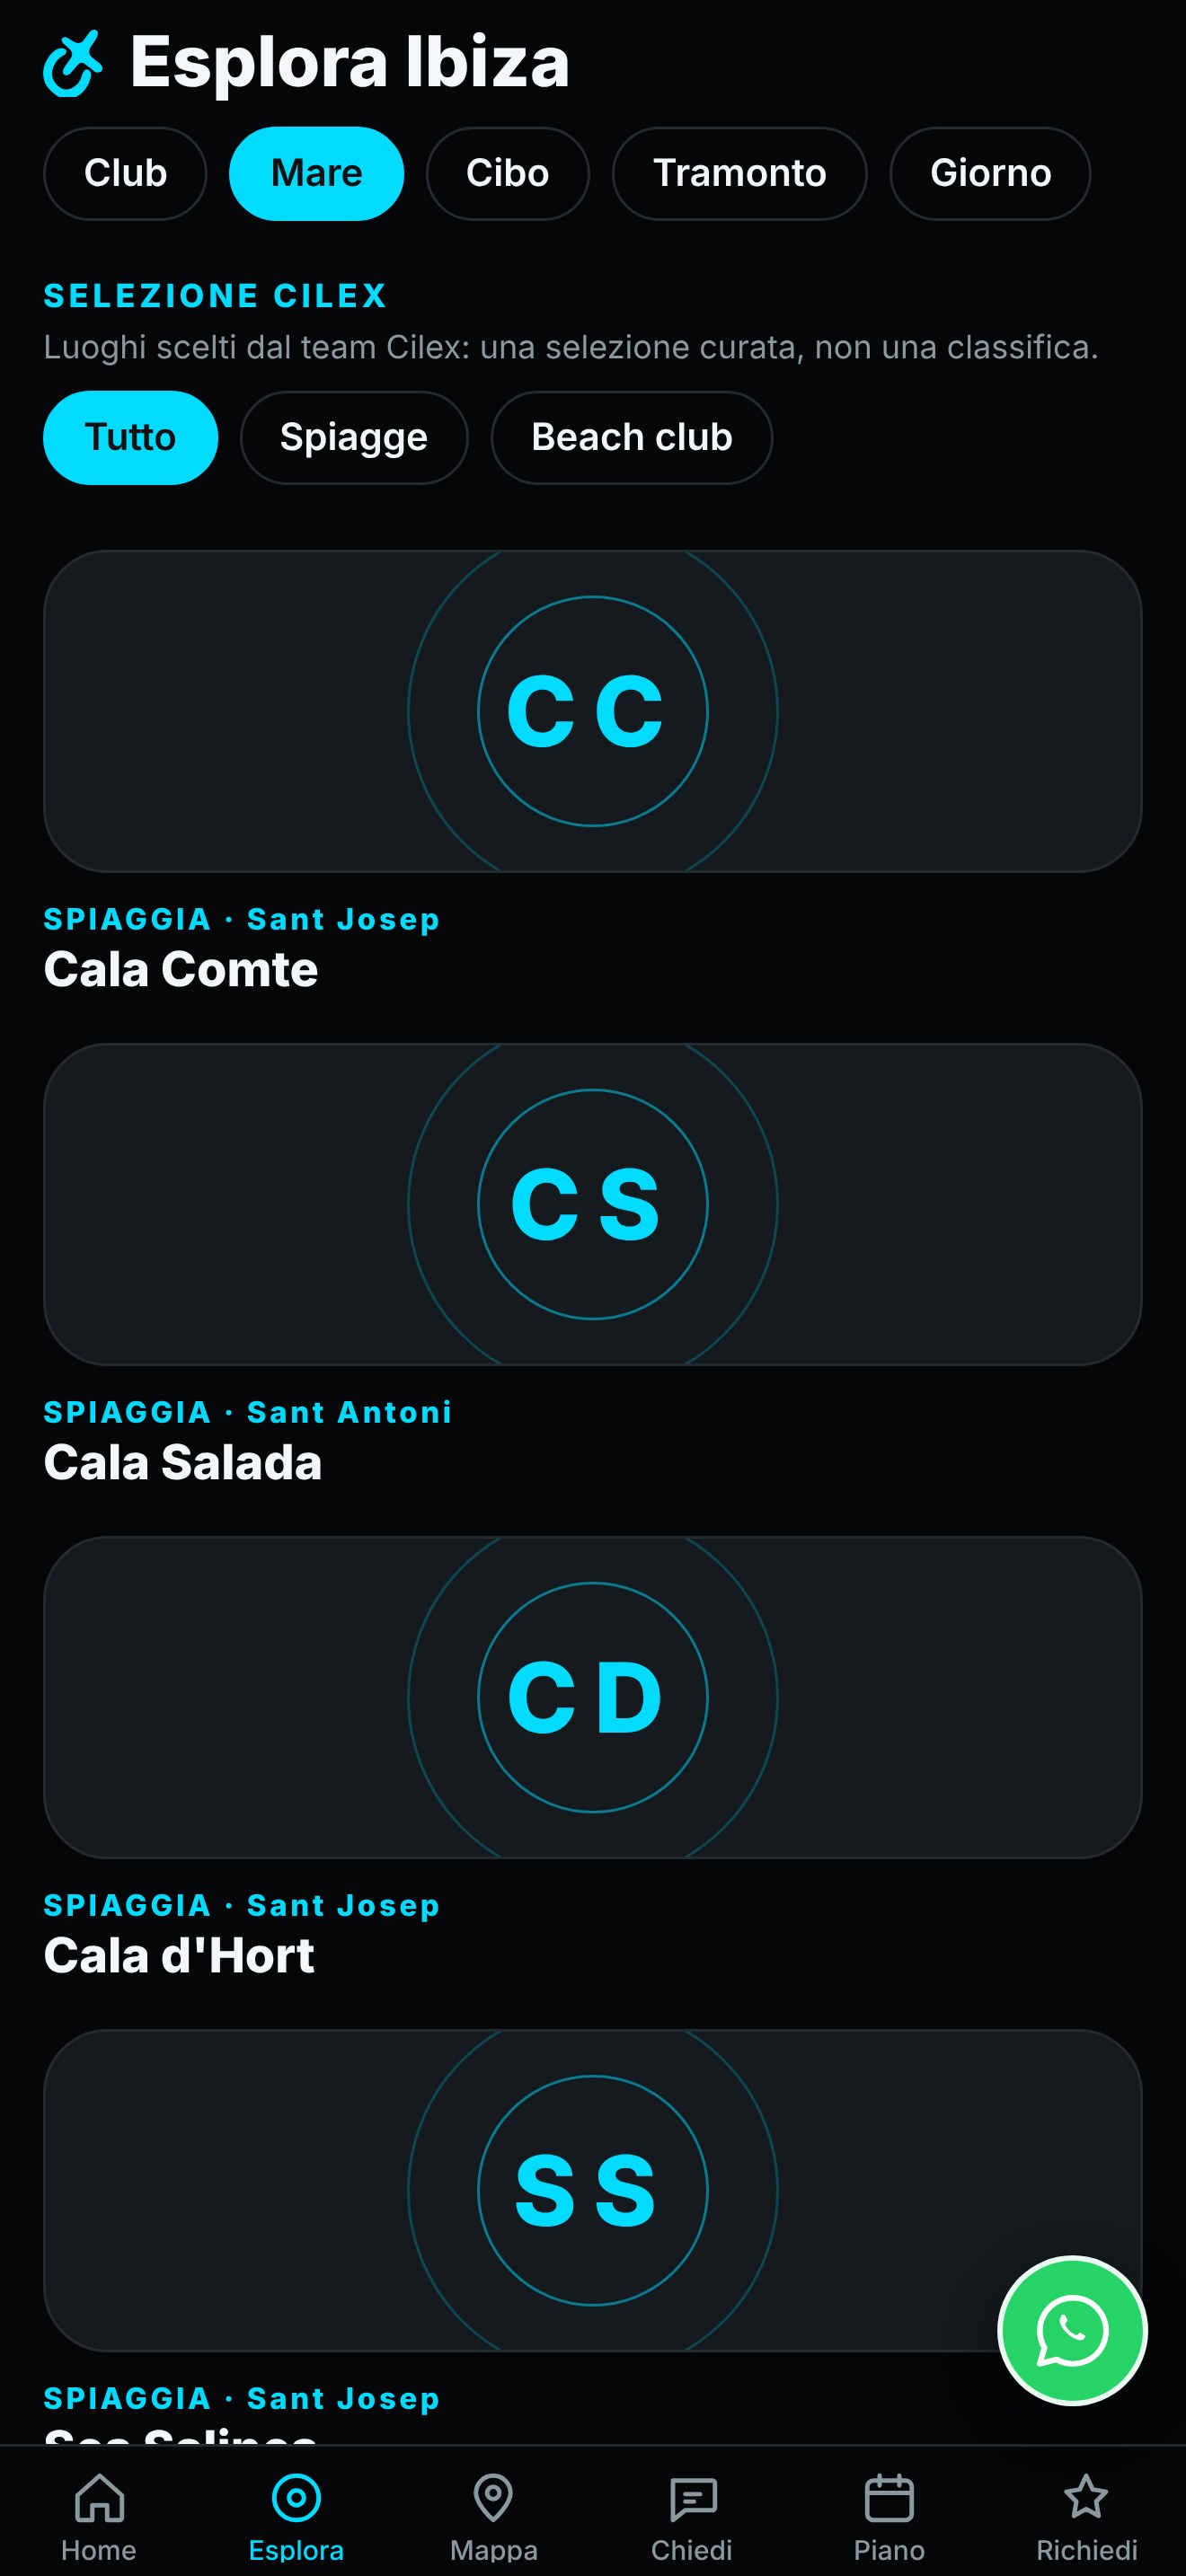 Esplora Ibiza
Club Mare Cibo Tramonto Giorno
SELEZIONE CILEX
Luoghi scelti dal team Cilex: una selezione curata, non una classifica.
Tutto Spiagge Beach club
CC
SPIAGGIA · Sant Josep
Cala Comte
CS
SPIAGGIA · Sant Antoni
Cala Salada
CD
SPIAGGIA · Sant Josep
Cala d'Hort
SS
SPIAGGIA · Sant Josep
Ses Salines
Home Esplora Mappa Chiedi Piano Richiedi